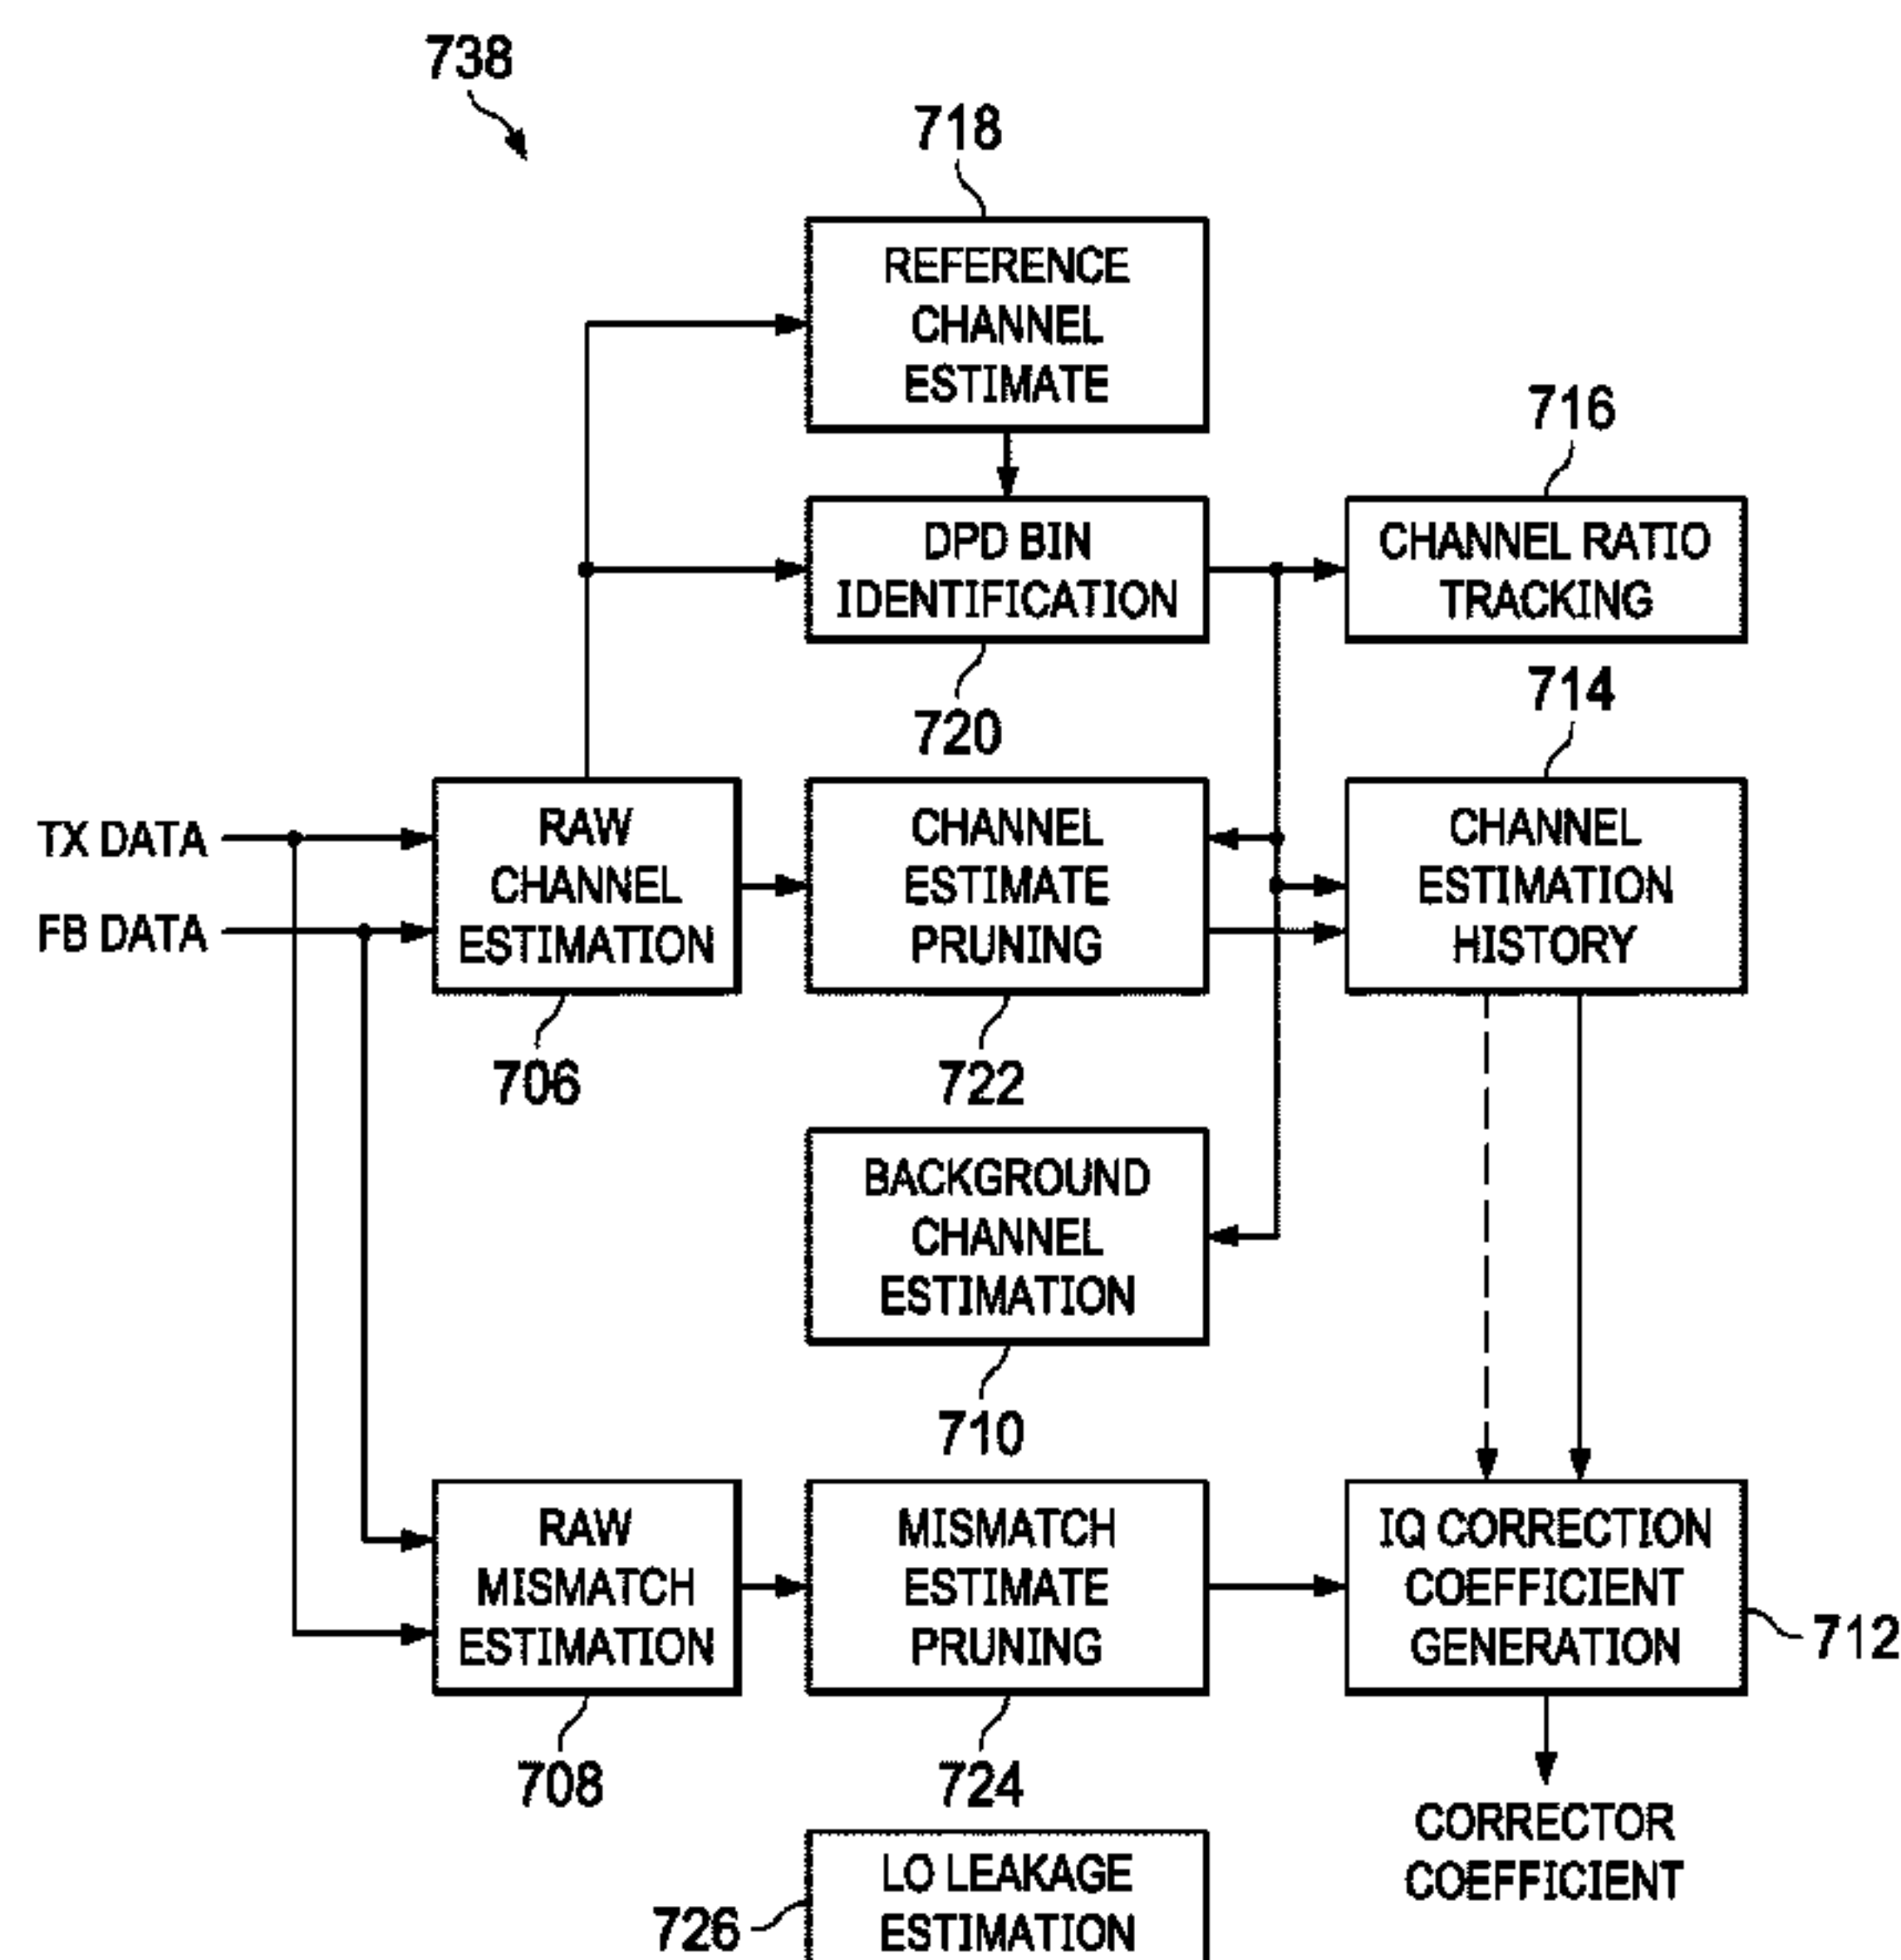 738
718
REFERENCE
CHANNEL
ESTIMATE
716
DPD BIN
IDENTIFICATION
CHANNEL RATIO
TRACKING
720
714
TX DATA
FB DATA
RAW
CHANNEL
ESTIMATION
CHANNEL
ESTIMATE
PRUNING
CHANNEL
ESTIMATION
HISTORY
706
722
BACKGROUND
CHANNEL
ESTIMATION
710
RAW
MISMATCH
ESTIMATION
MISMATCH
ESTIMATE
PRUNING
IQ CORRECTION
COEFFICIENT
GENERATION
712
708
724
CORRECTOR
COEFFICIENT
LO LEAKAGE
ESTIMATION
726